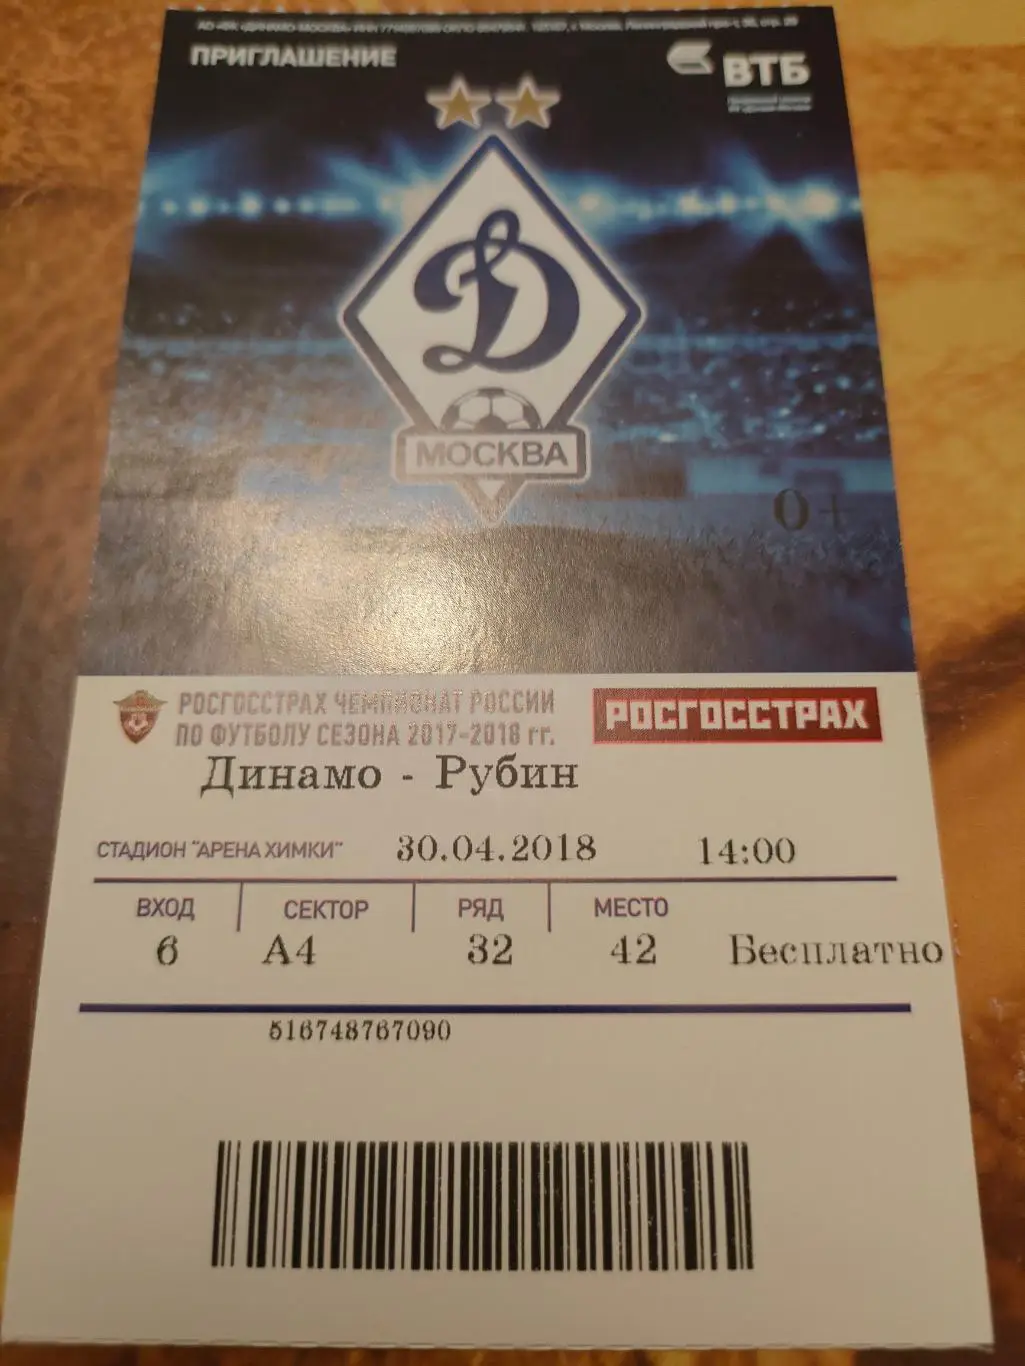 ПРИГЛАШЕНИЕ
ВТБ
Д
МОСКВА
0+
РОСГОССТРАХ ЧЕМПИОНАТ РОССИИ
ПО ФУТБОЛУ СЕЗОНА 2017-2018 гг.
РОСГОССТРАХ
Динамо - Рубин
СТАДИОН "АРЕНА ХИМКИ" 30.04.2018 14:00
ВХОД СЕКТОР РЯД МЕСТО
6 А4 32 42 Бесплатно
516748767090